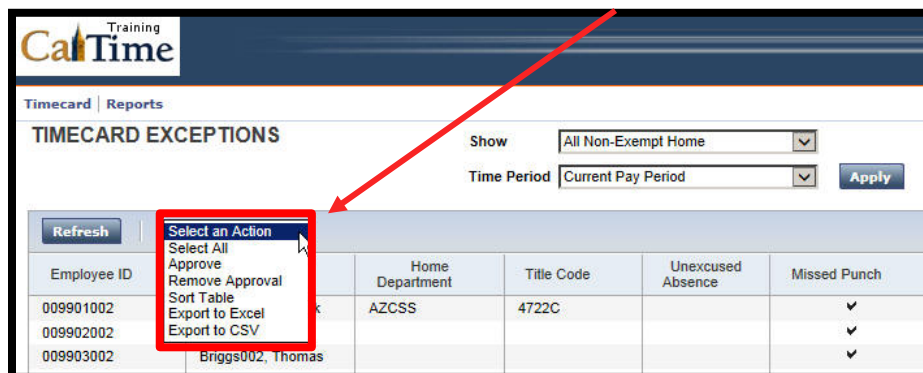 Training
CalTime
Timecard | Reports
TIMECARD EXCEPTIONS
Show All Non-Exempt Home
Time Period Current Pay Period Apply
Refresh
Select an Action
Select All
Approve
Remove Approval
Sort Table
Export to Excel
Export to CSV
Employee ID Home Department Title Code Unexcused Absence Missed Punch
009901002 k AZCSS 4722C ✔
009902002 ✔
009903002 Briggs002, Thomas ✔